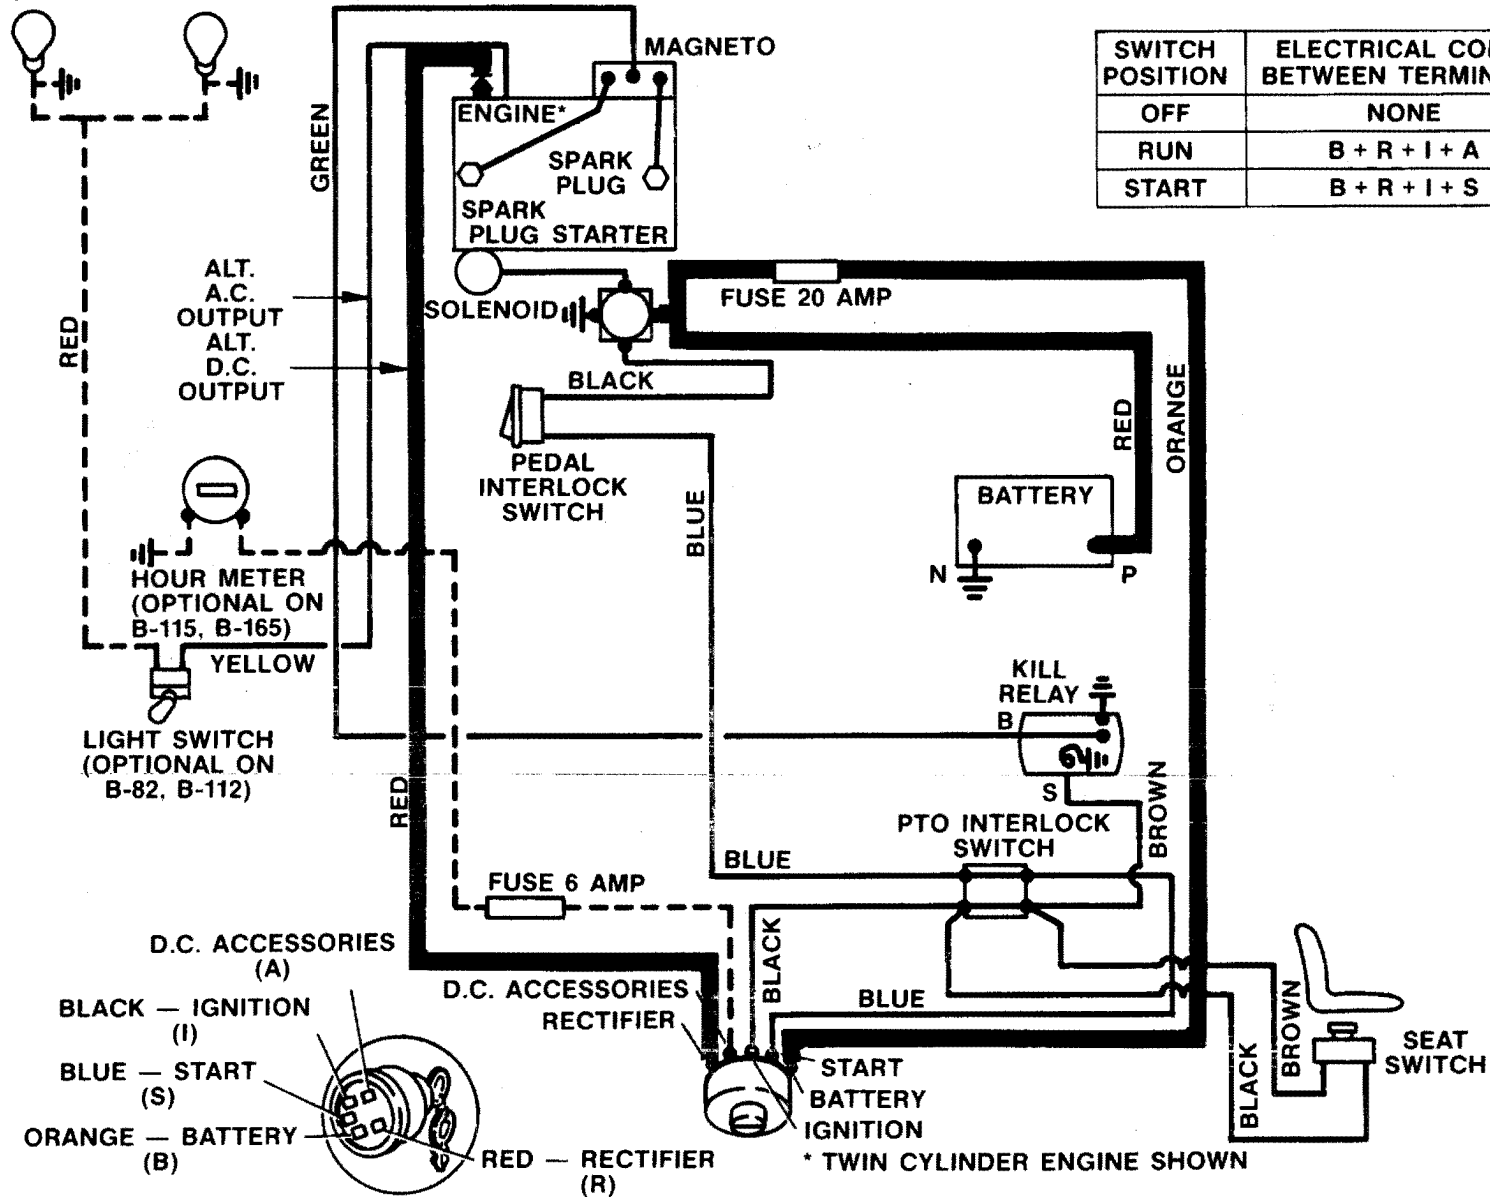 MAGNETO
SWITCH POSITION
ELECTRICAL
BETWEEN
OFF
NONE
RUN
B + R + I + A
START
B + R + I + S
ENGINE*
SPARK
PLUG
SPARK
PLUG STARTER
GREEN
RED
ALT.
A.C.
OUTPUT
ALT.
D.C.
OUTPUT
SOLENOID
FUSE 20 AMP
BLACK
PEDAL
INTERLOCK
SWITCH
BLUE
RED
ORANGE
BATTERY
N
P
HOUR METER
(OPTIONAL ON
B-115, B-165)
YELLOW
LIGHT SWITCH
(OPTIONAL ON
B-82, B-112)
RED
KILL
RELAY
B
S
BROWN
PTO INTERLOCK
SWITCH
BLUE
FUSE 6 AMP
BLACK
D.C. ACCESSORIES
RECTIFIER
BLUE
START
BATTERY
IGNITION
BLACK
BROWN
SEAT
SWITCH
D.C. ACCESSORIES
(A)
BLACK — IGNITION
(I)
BLUE — START
(S)
ORANGE — BATTERY
(B)
RED — RECTIFIER
(R)
* TWIN CYLINDER ENGINE SHOWN